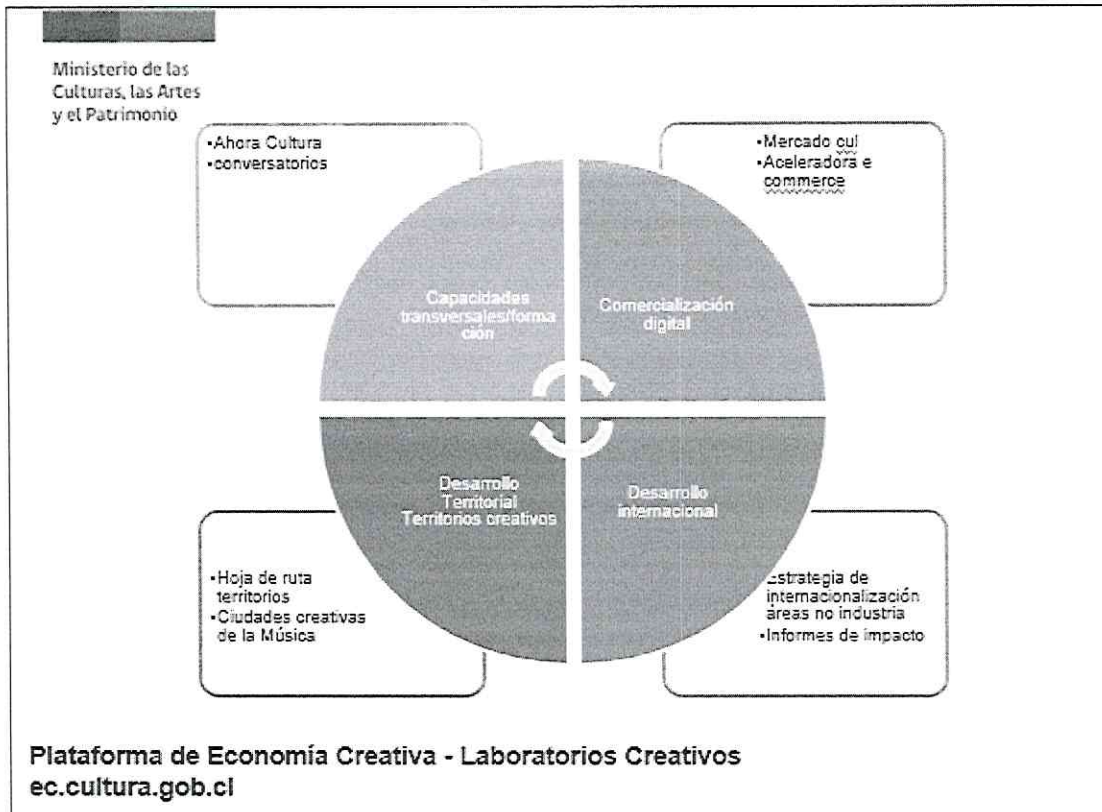 Ministerio de las
Culturas, las Artes
y el Patrimonio
•Ahora Cultura
•conversatorios
•Mercado cul
•Aceleradora e
commerce
Capacidades
transversales/forma
ción
Comercialización
digital
Desarrollo
Territorial
Territorios creativos
Desarrollo
internacional
•Hoja de ruta
territorios
•Ciudades creativas
de la Música
Estrategia de
internacionalización
áreas no industria
•Informes de impacto
Plataforma de Economía Creativa - Laboratorios Creativos
ec.cultura.gob.cl